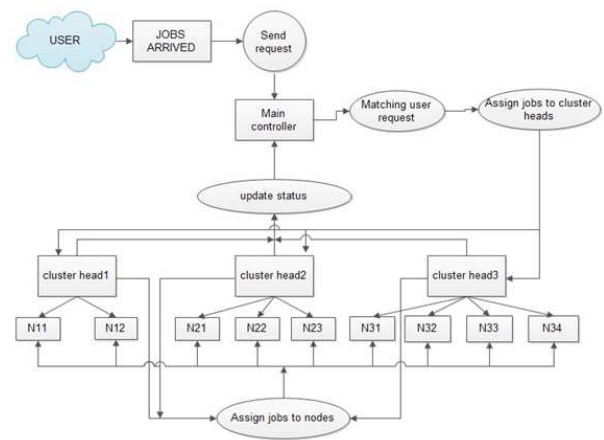 USER
JOBS
ARRIVED
Send
request
Main
controller
Matching user
request
Assign jobs to cluster
heads
update status
cluster head1
cluster head2
cluster head3
N11
N12
N21
N22
N23
N31
N32
N33
N34
Assign jobs to nodes